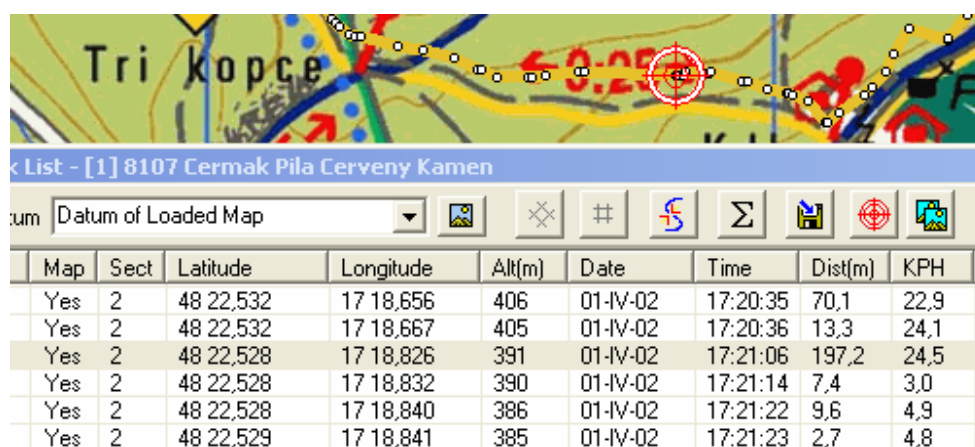 Tri kopce
0:25
k List - [1] 8107 Cermak Pila Cerveny Kamen
tum Datum of Loaded Map Σ
Map Sect Latitude Longitude Alt(m) Date Time Dist(m) KPH
Yes 2 48 22,532 17 18,656 406 01-IV-02 17:20:35 70,1 22,9
Yes 2 48 22,532 17 18,667 405 01-IV-02 17:20:36 13,3 24,1
Yes 2 48 22,528 17 18,826 391 01-IV-02 17:21:06 197,2 24,5
Yes 2 48 22,528 17 18,832 390 01-IV-02 17:21:14 7,4 3,0
Yes 2 48 22,528 17 18,840 386 01-IV-02 17:21:22 9,6 4,9
Yes 2 48 22,529 17 18,841 385 01-IV-02 17:21:23 2,7 4,8